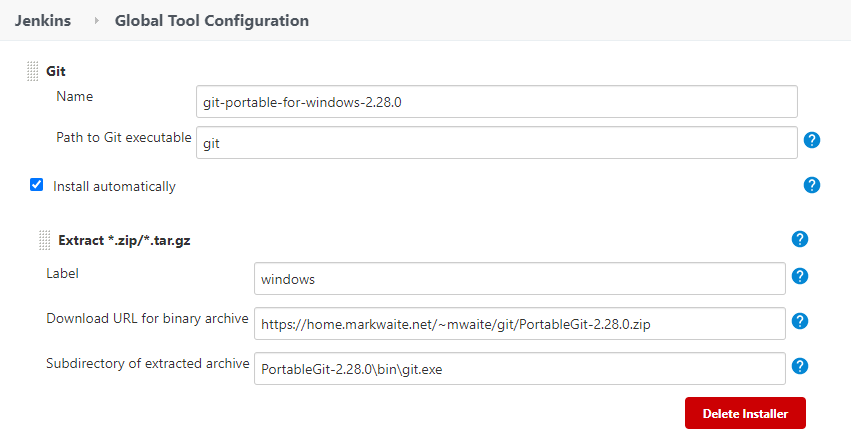 Jenkins › Global Tool Configuration
Git
Name git-portable-for-windows-2.28.0
Path to Git executable git ?
Install automatically ?
Extract *.zip/*.tar.gz ?
Label windows ?
Download URL for binary archive https://home.markwaite.net/~mwaite/git/PortableGit-2.28.0.zip ?
Subdirectory of extracted archive PortableGit-2.28.0\bin\git.exe ?
Delete Installer